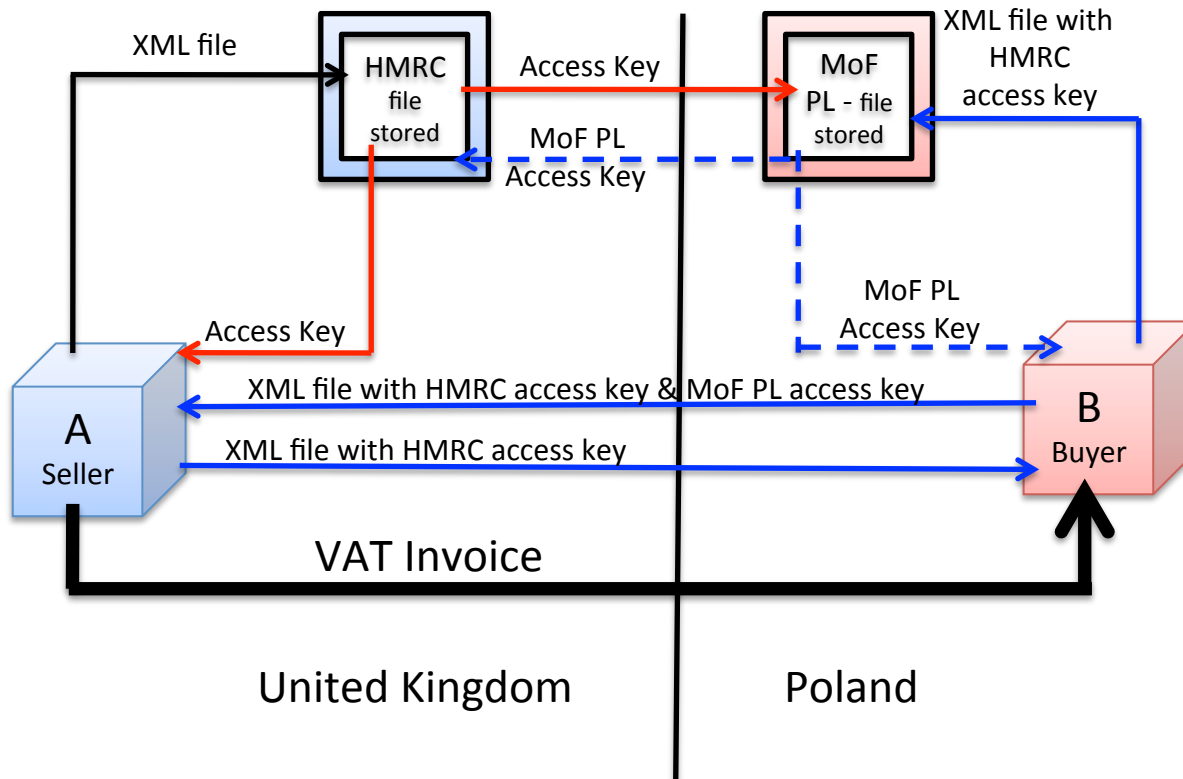 XML file
HMRC
file
stored
Access Key
MoF
PL - file
stored
XML file with
HMRC
access key
MoF PL
Access Key
Access Key
MoF PL
Access Key
XML file with HMRC access key & MoF PL access key
XML file with HMRC access key
A
Seller
B
Buyer
VAT Invoice
United Kingdom
Poland